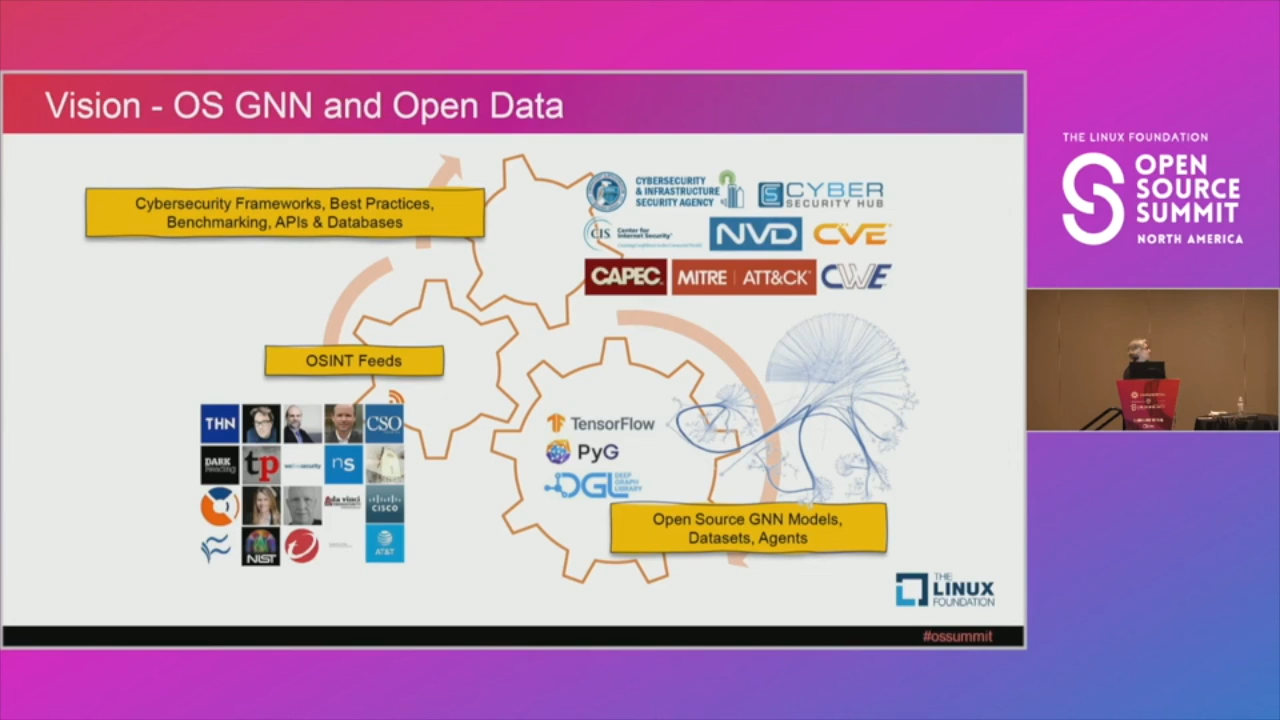 Vision - OS GNN and Open Data
Cybersecurity Frameworks, Best Practices,
Benchmarking, APIs & Databases
CYBERSECURITY
& INFRASTRUCTURE
SECURITY AGENCY
CYBER
SECURITY HUB
CIS
Center for
Internet Security
NVD
CVE
CAPEC
MITRE | ATT&CK
CWE
OSINT Feeds
THN
CSO
DARK
Reading
tp
welivesecurity
ns
da vinci
CISCO
NIST
AT&T
TensorFlow
PyG
DGL
DEEP
GRAPH
LIBRARY
Open Source GNN Models,
Datasets, Agents
THE
LINUX
FOUNDATION
#ossummit
THE LINUX FOUNDATION
OPEN
SOURCE
SUMMIT
NORTH AMERICA